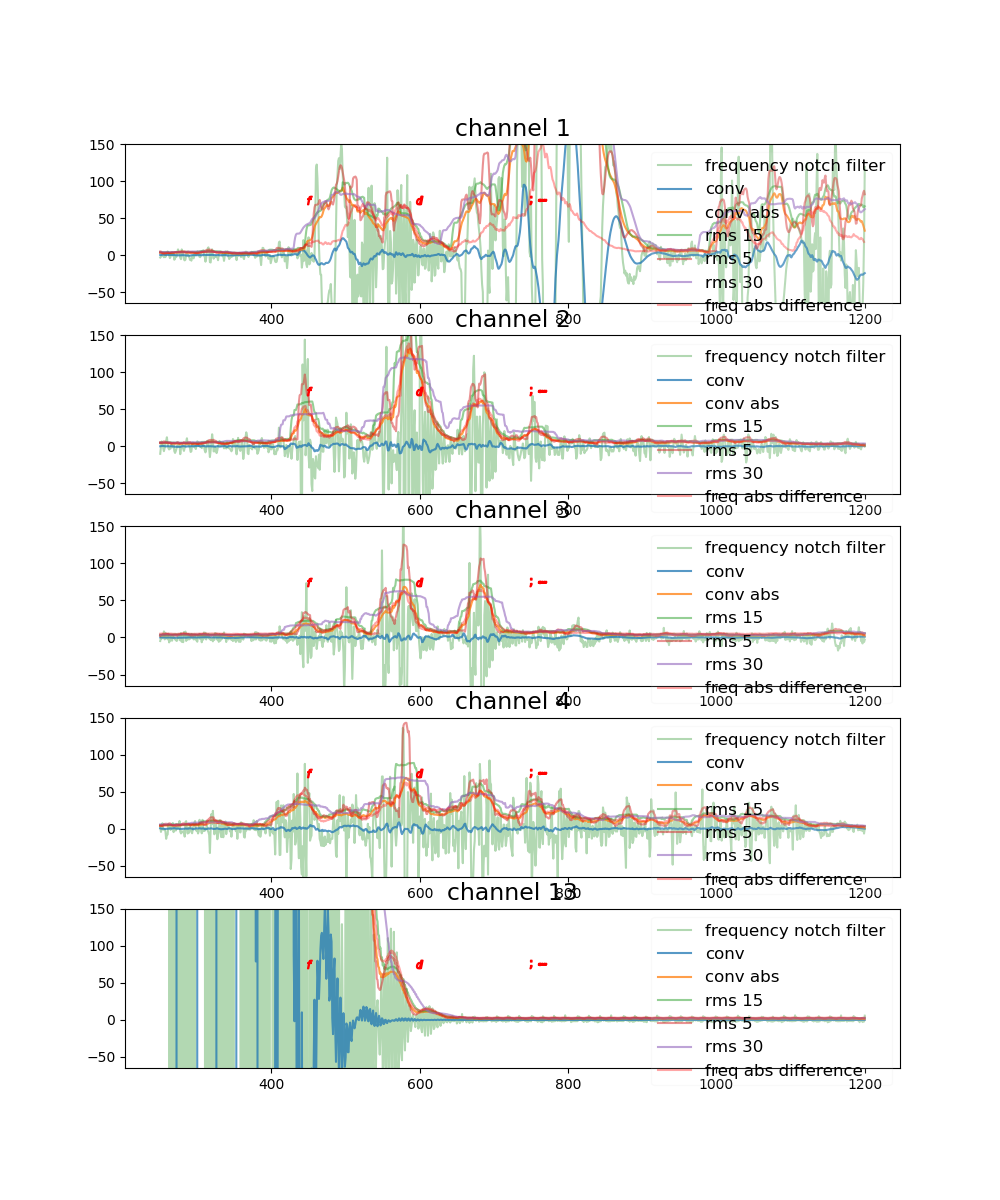 channel 1
150
100
50
0
−50
400
600
800
1000
1200
f
d
; −
frequency notch filter
conv
conv abs
rms 15
rms 5
rms 30
freq abs difference
channel 2
150
100
50
0
−50
400
600
800
1000
1200
f
d
; −
frequency notch filter
conv
conv abs
rms 15
rms 5
rms 30
freq abs difference
channel 3
150
100
50
0
−50
400
600
800
1000
1200
f
d
; −
frequency notch filter
conv
conv abs
rms 15
rms 5
rms 30
freq abs difference
channel 4
150
100
50
0
−50
400
600
800
1000
1200
f
d
; −
frequency notch filter
conv
conv abs
rms 15
rms 5
rms 30
freq abs difference
channel 13
150
100
50
0
−50
400
600
800
1000
1200
f
d
; −
frequency notch filter
conv
conv abs
rms 15
rms 5
rms 30
freq abs difference